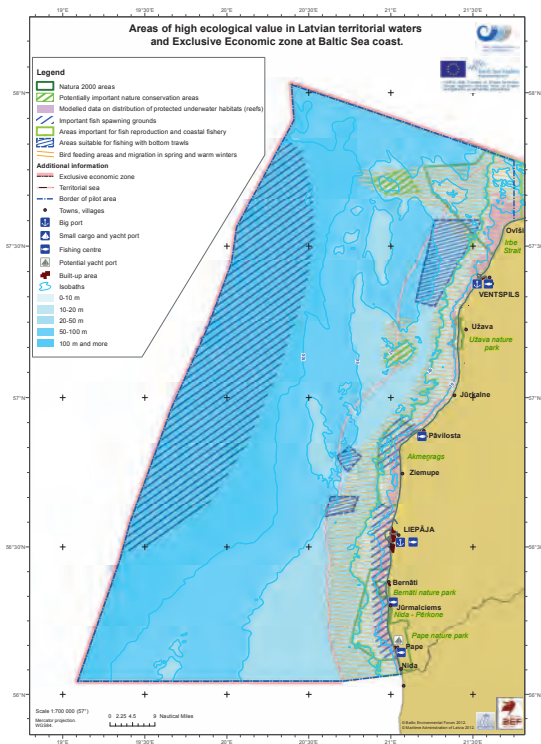 Areas of high ecological value in Latvian territorial waters
and Exclusive Economic zone at Baltic Sea coast.
Legend
Natura 2000 areas
Potentially important nature conservation areas
Modelled data on distribution of protected underwater habitats (reefs)
Important fish spawning grounds
Areas important for fish reproduction and coastal fishery
Areas suitable for fishing with bottom trawls
Bird feeding areas and migration in spring and warm winters
Additional information
Exclusive economic zone
Territorial sea
Border of pilot area
Towns, villages
Big port
Small cargo and yacht port
Fishing centre
Potential yacht port
Built-up area
Isobaths
0-10 m
10-20 m
20-50 m
50-100 m
100 m and more
58°N
58°N
57°30'N
57°30'N
57°N
57°N
56°30'N
56°30'N
56°N
56°N
Irbe
Strait
VENTSPILS
Užava
Užava nature
park
Jūrkalne
Pāvilosta
Akmeņrags
Ziemupe
LIEPĀJA
Bernāti
Bernāti nature park
Jūrmalciems
Nida - Pērkone
Pape nature park
Pape
Nida
Scale 1:700 000 (57°)
Mercator projection
WGS84.
0 2.25 4.5 9 Nautical Miles
© Baltic Environmental Forum 2012
© Maritime Administration of Latvia 2012
BEF
19°E
19°30'E
20°E
20°30'E
21°E
21°30'E